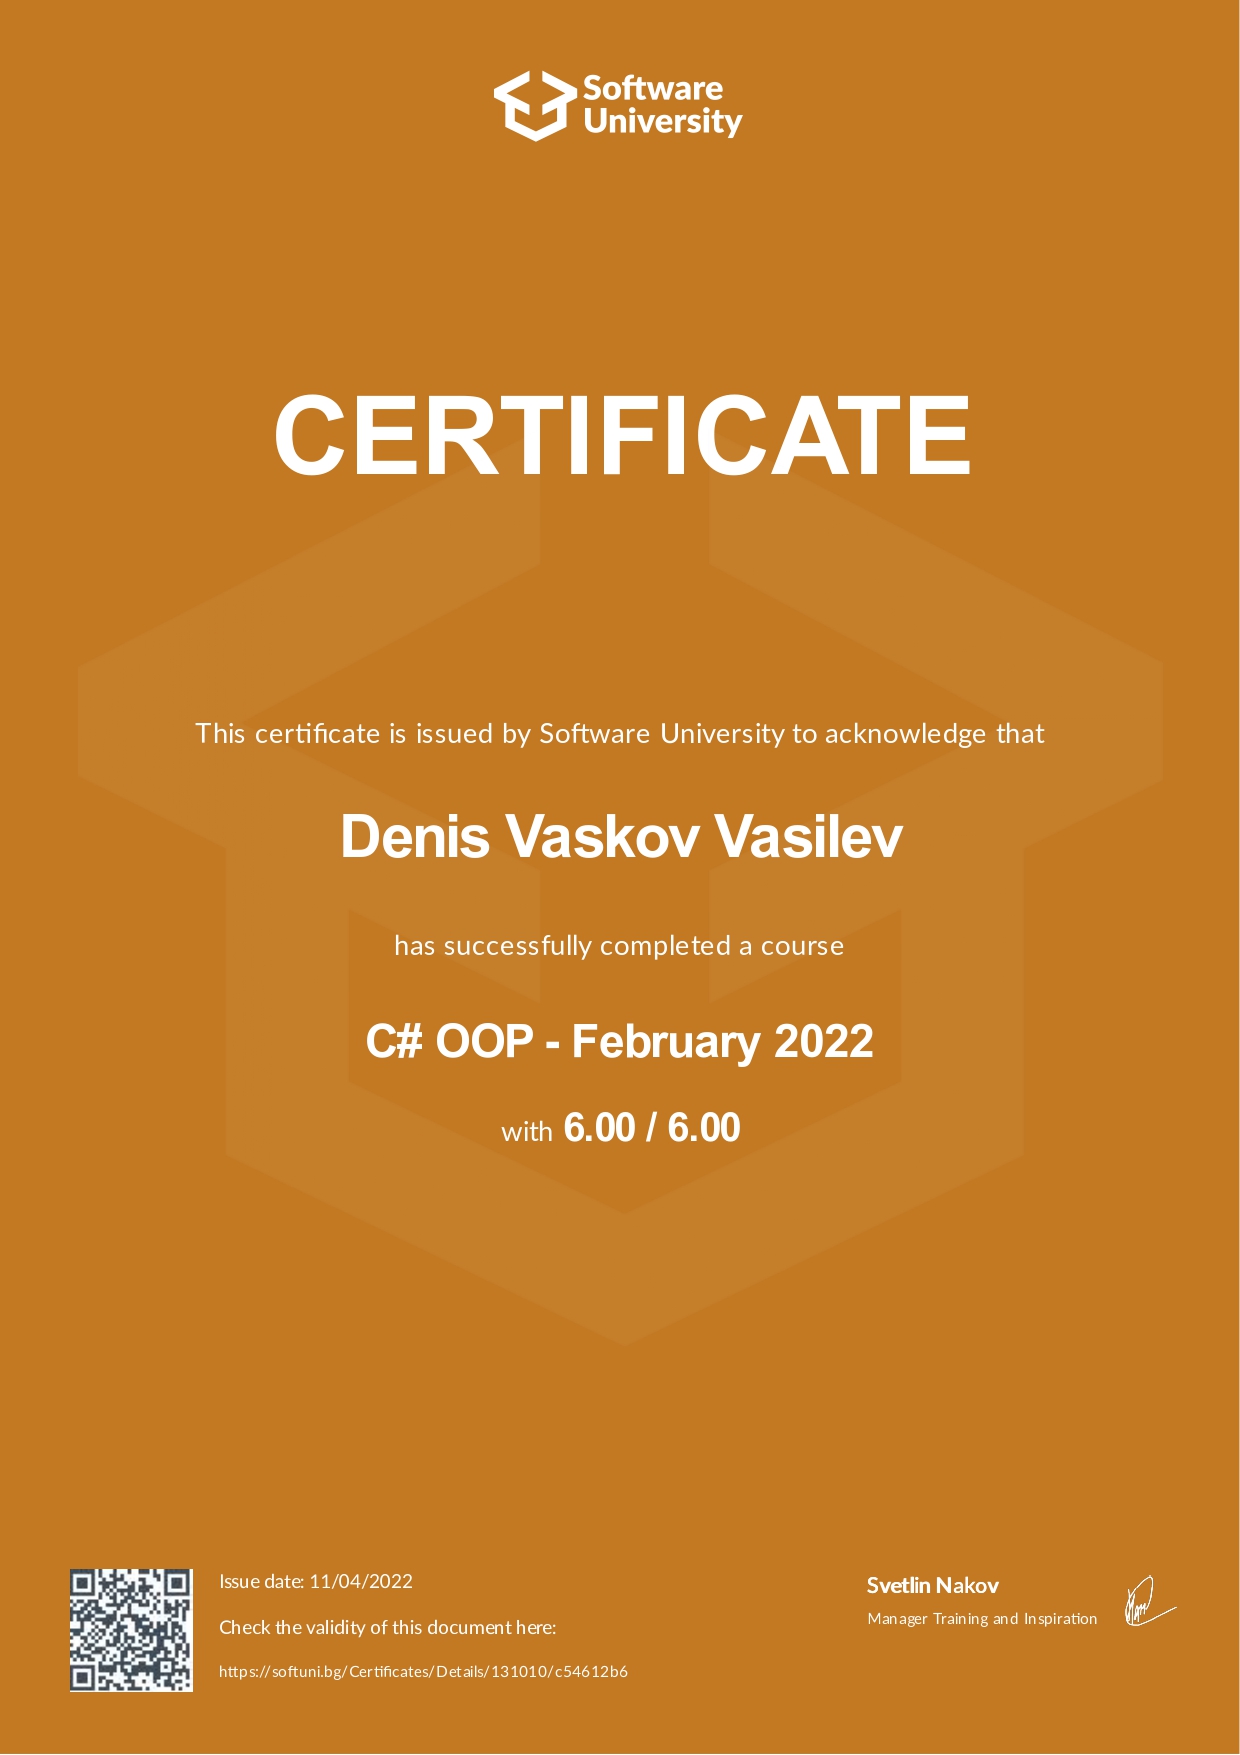 Software
University
CERTIFICATE
This certificate is issued by Software University to acknowledge that
Denis Vaskov Vasilev
has successfully completed a course
C# OOP - February 2022
with 6.00 / 6.00
Issue date: 11/04/2022
Check the validity of this document here:
https://softuni.bg/Certificates/Details/131010/c54612b6
Svetlin Nakov
Manager Training and Inspiration